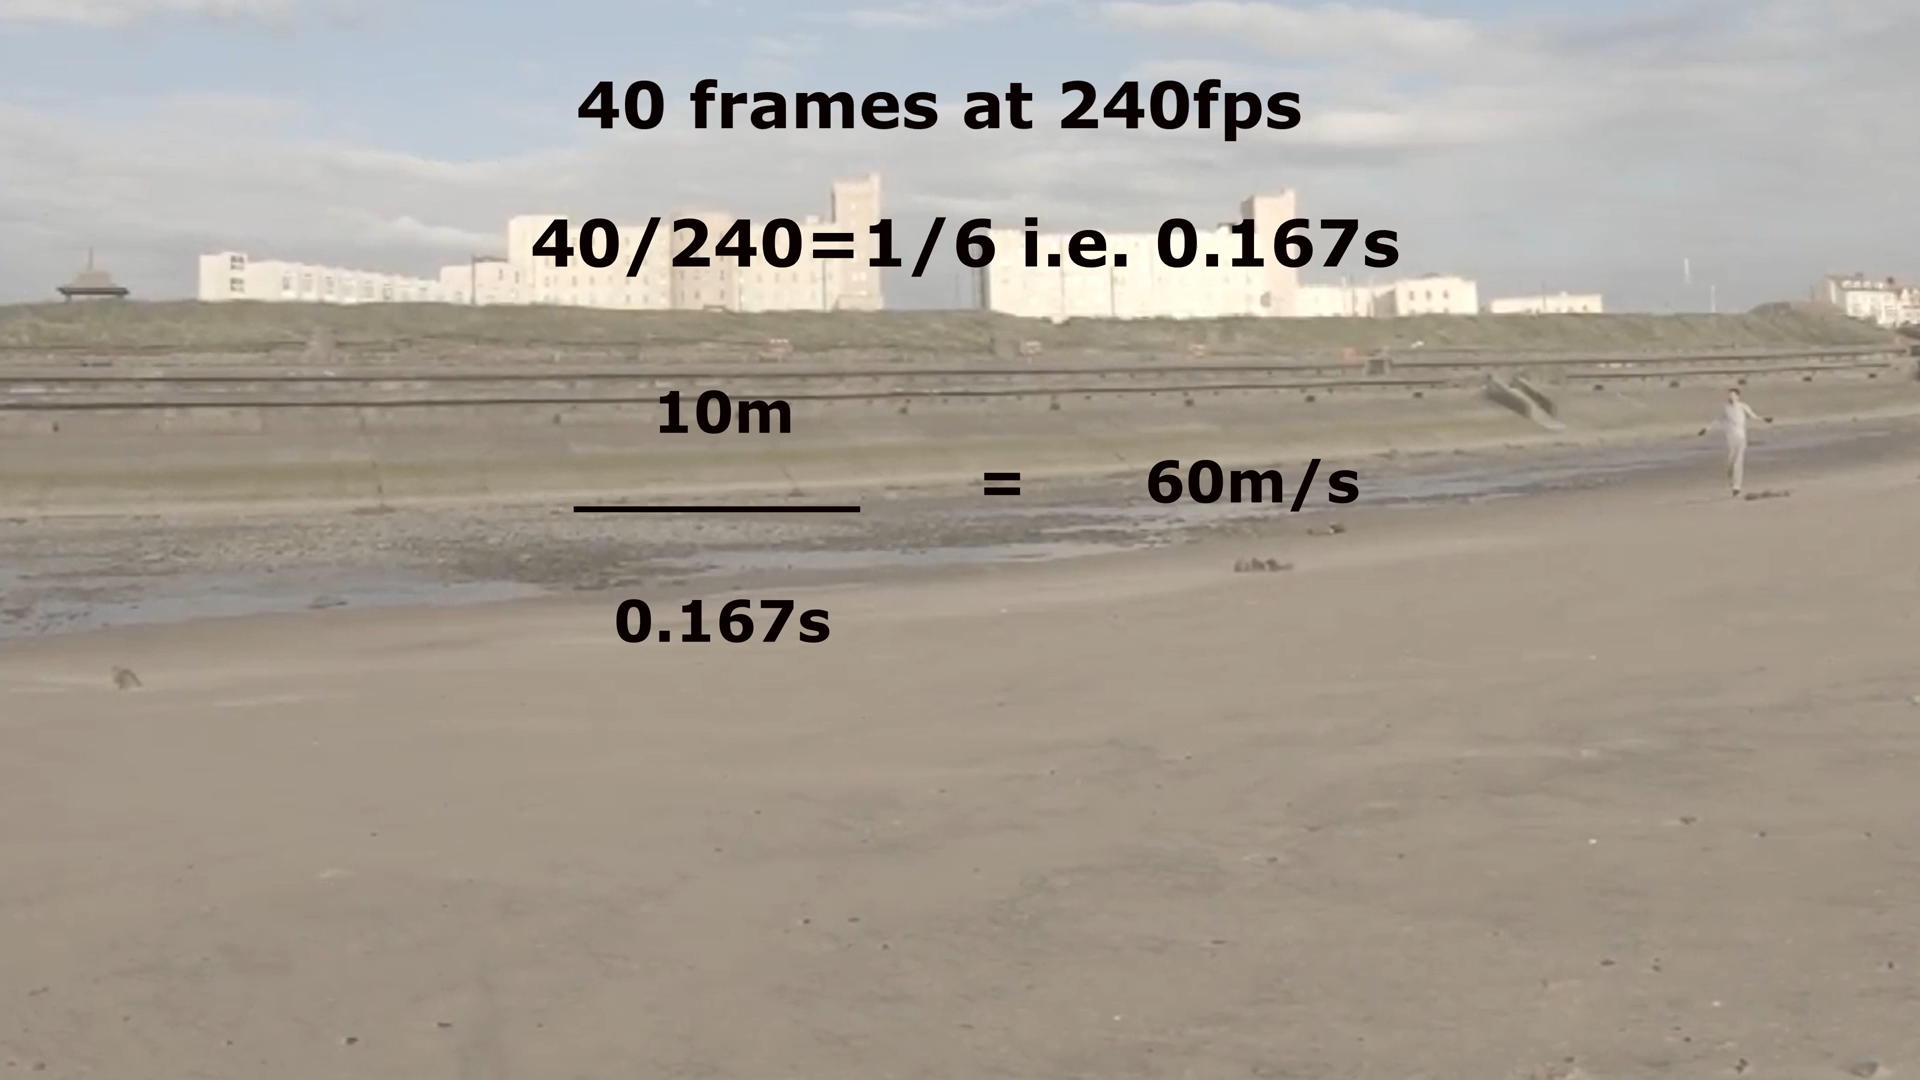 40 frames at 240fps
40/240=1/6 i.e. 0.167s
10m
= 60m/s
0.167s